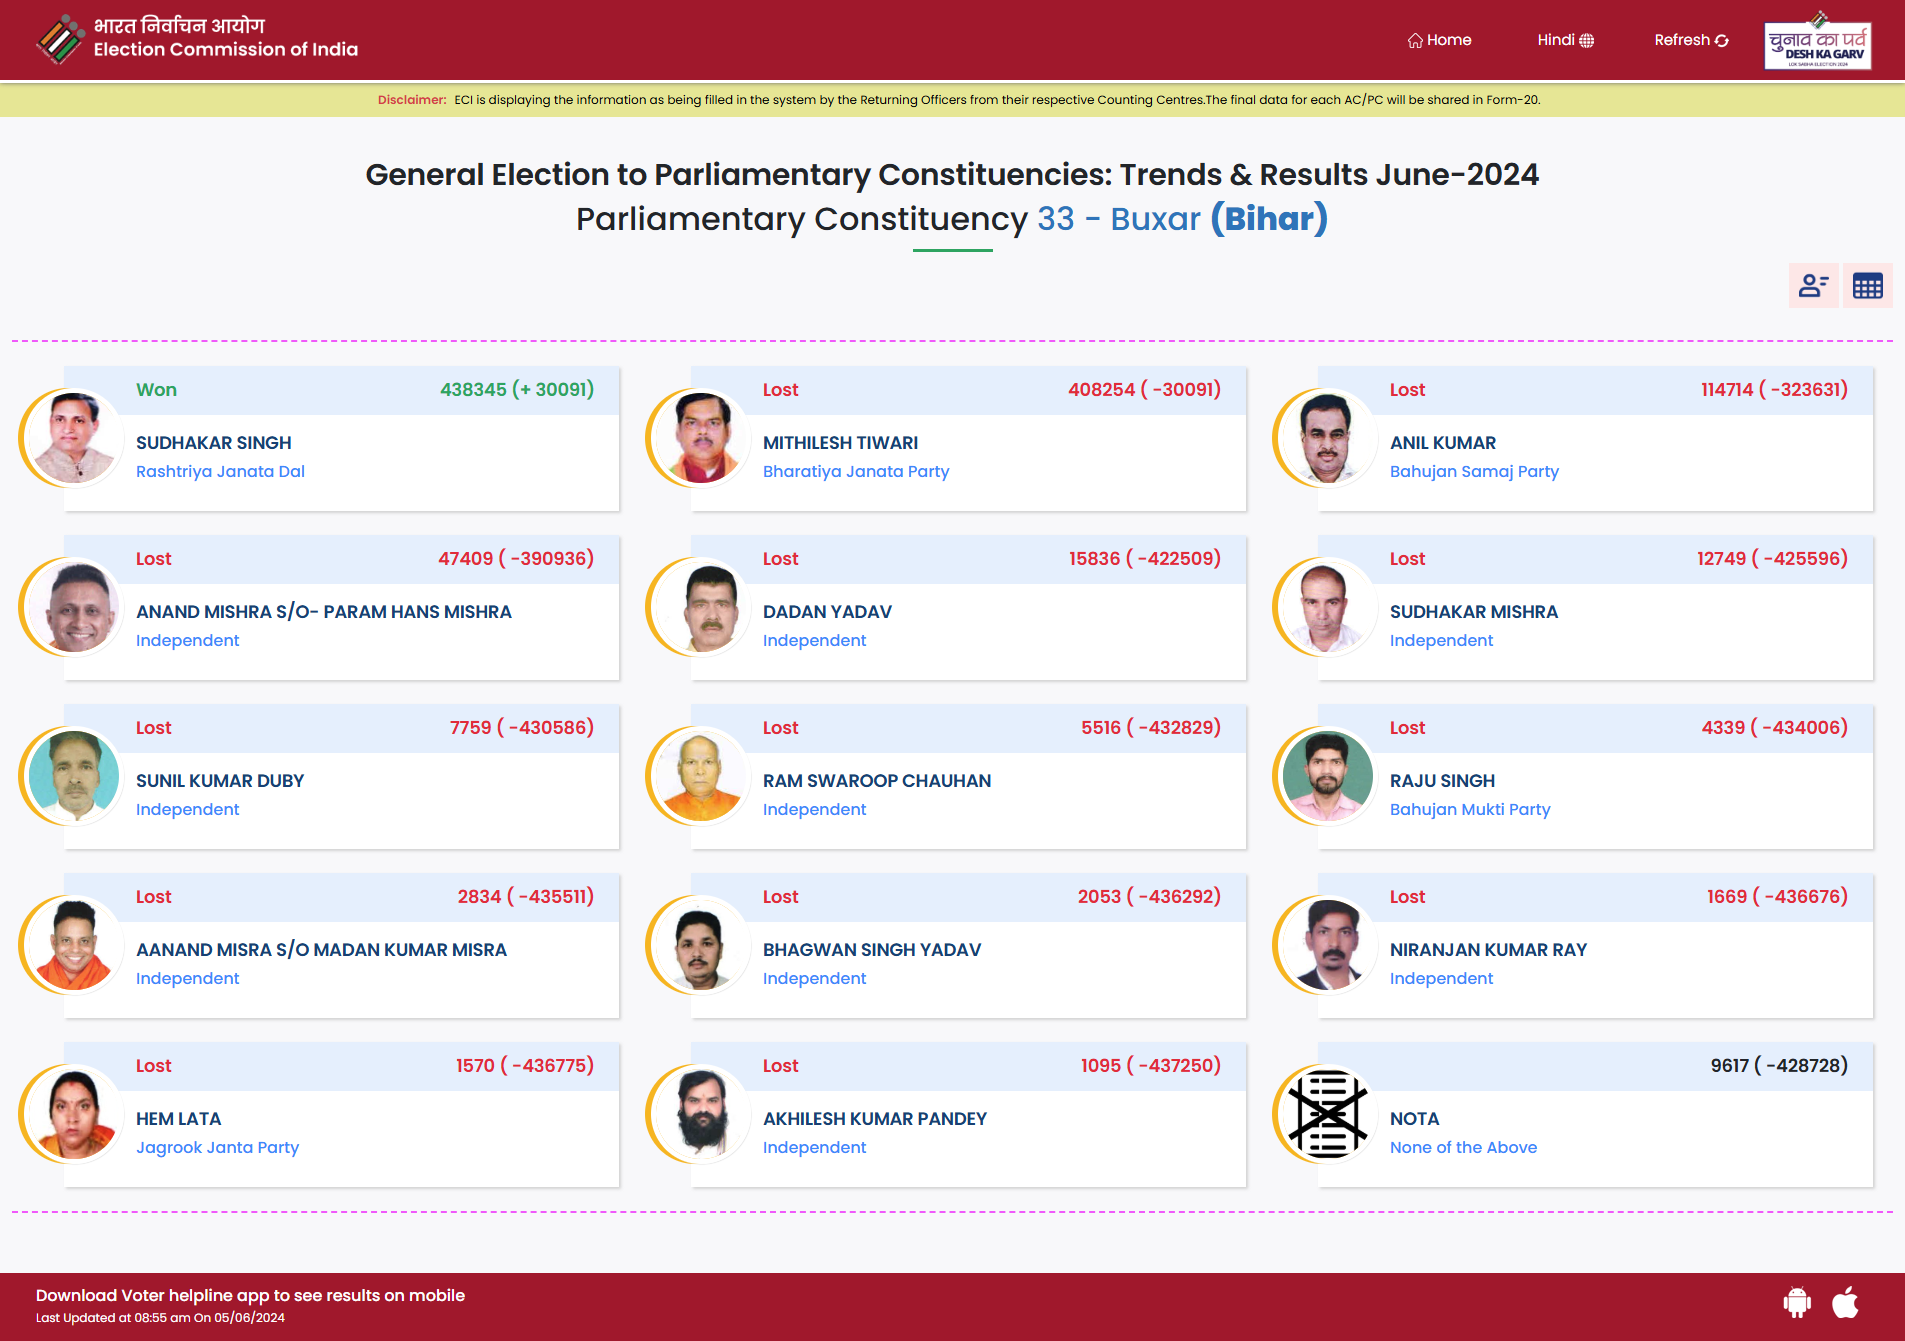 भारत निर्वाचन आयोग
Election Commission of India
Home
Hindi
Refresh
चुनाव का पर्व
DESH KA GARV
LOK SABHA ELECTION 2024
Disclaimer: ECI is displaying the information as being filled in the system by the Returning Officers from their respective Counting Centres.The final data for each AC/PC will be shared in Form-20.
General Election to Parliamentary Constituencies: Trends & Results June-2024
Parliamentary Constituency 33 - Buxar (Bihar)
Won 438345 (+ 30091)
SUDHAKAR SINGH
Rashtriya Janata Dal
Lost 408254 ( -30091)
MITHILESH TIWARI
Bharatiya Janata Party
Lost 114714 ( -323631)
ANIL KUMAR
Bahujan Samaj Party
Lost 47409 ( -390936)
ANAND MISHRA S/O- PARAM HANS MISHRA
Independent
Lost 15836 ( -422509)
DADAN YADAV
Independent
Lost 12749 ( -425596)
SUDHAKAR MISHRA
Independent
Lost 7759 ( -430586)
SUNIL KUMAR DUBY
Independent
Lost 5516 ( -432829)
RAM SWAROOP CHAUHAN
Independent
Lost 4339 ( -434006)
RAJU SINGH
Bahujan Mukti Party
Lost 2834 ( -435511)
AANAND MISRA S/O MADAN KUMAR MISRA
Independent
Lost 2053 ( -436292)
BHAGWAN SINGH YADAV
Independent
Lost 1669 ( -436676)
NIRANJAN KUMAR RAY
Independent
Lost 1570 ( -436775)
HEM LATA
Jagrook Janta Party
Lost 1095 ( -437250)
AKHILESH KUMAR PANDEY
Independent
9617 ( -428728)
NOTA
None of the Above
Download Voter helpline app to see results on mobile
Last Updated at 08:55 am On 05/06/2024